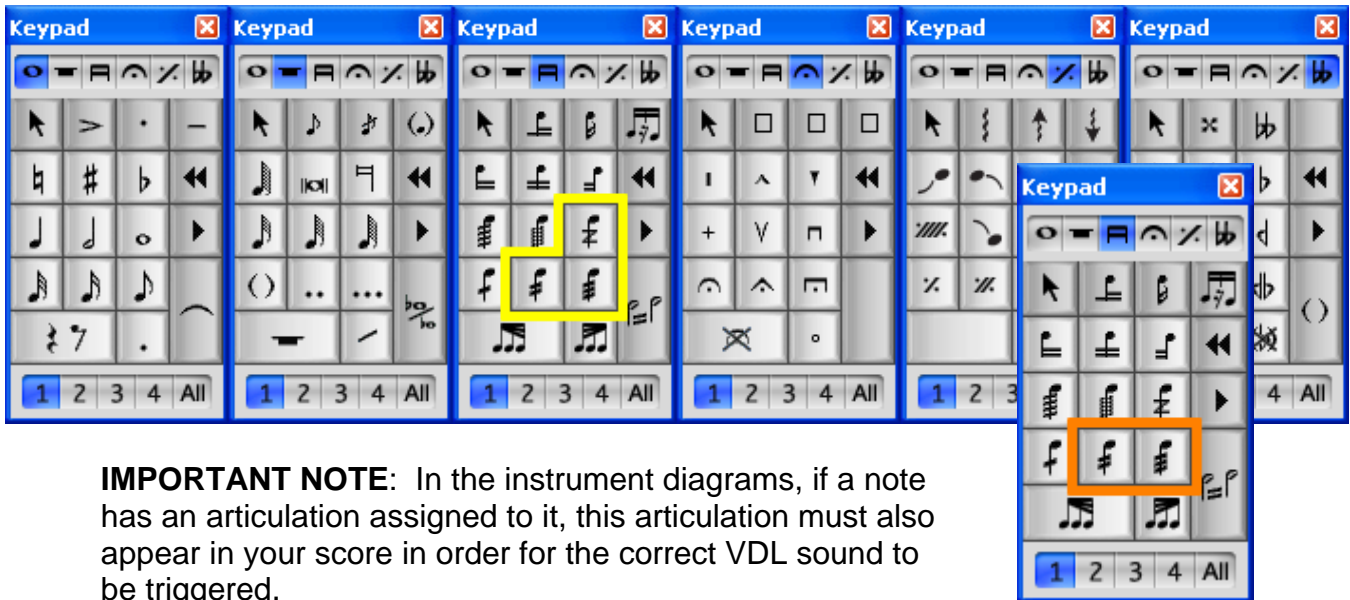 Keypad Keypad Keypad Keypad Keypad Keypad
1 2 3 4 All 1 2 3 4 All 1 2 3 4 All 1 2 3 4 All 1 2 3 4 All
Keypad
1 2 3 4 All
IMPORTANT NOTE: In the instrument diagrams, if a note
has an articulation assigned to it, this articulation must also
appear in your score in order for the correct VDL sound to
be triggered.